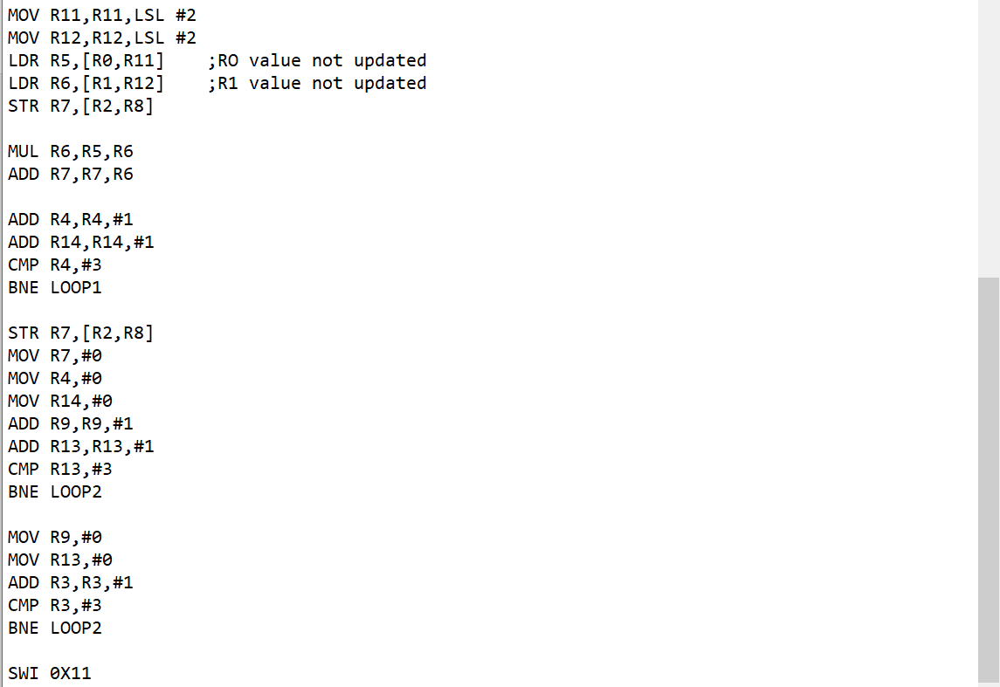 MOV R11,R11,LSL #2
MOV R12,R12,LSL #2
LDR R5,[R0,R11]    ;RO value not updated
LDR R6,[R1,R12]    ;R1 value not updated
STR R7,[R2,R8]
MUL R6,R5,R6
ADD R7,R7,R6
ADD R4,R4,#1
ADD R14,R14,#1
CMP R4,#3
BNE LOOP1
STR R7,[R2,R8]
MOV R7,#0
MOV R4,#0
MOV R14,#0
ADD R9,R9,#1
ADD R13,R13,#1
CMP R13,#3
BNE LOOP2
MOV R9,#0
MOV R13,#0
ADD R3,R3,#1
CMP R3,#3
BNE LOOP2
SWI 0X11